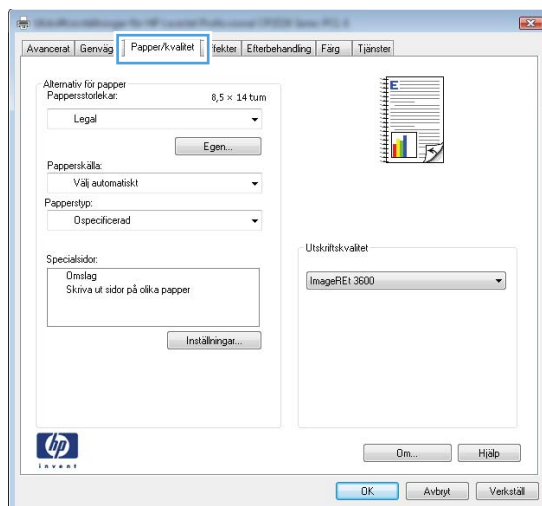 Avancerat Genväg Papper/kvalitet Effekter Efterbehandling Färg Tjänster
Alternativ för papper
Pappersstorlekar: 8,5 × 14 tum
Legal
Egen...
Papperskälla:
Välj automatiskt
Papperstyp:
Ospecificerad
Specialsidor:
Omslag
Skriva ut sidor på olika papper
Inställningar...
E
Utskriftskvalitet
ImageREt 3600
hp
invent
Om... Hjälp
OK Avbryt Verkställ